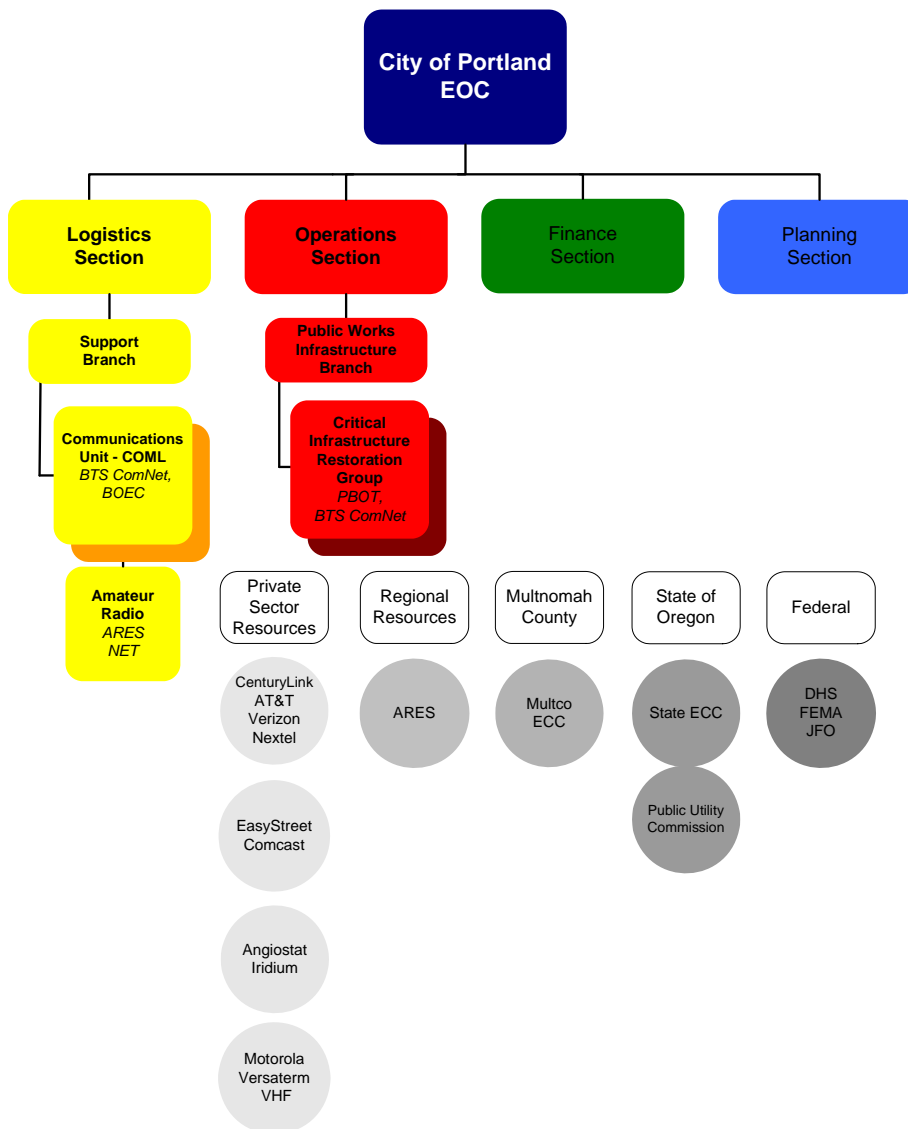 City of Portland
EOC
Logistics
Section
Operations
Section
Finance
Section
Planning
Section
Support
Branch
Public Works
Infrastructure
Branch
Communications
Unit - COML
BTS ComNet,
BOEC
Critical
Infrastructure
Restoration
Group
PBOT,
BTS ComNet
Amateur
Radio
ARES
NET
Private
Sector
Resources
Regional
Resources
Multnomah
County
State of
Oregon
Federal
CenturyLink
AT&T
Verizon
Nextel
ARES
Multco
ECC
State ECC
DHS
FEMA
JFO
EasyStreet
Comcast
Public Utility
Commission
Angiostat
Iridium
Motorola
Versaterm
VHF